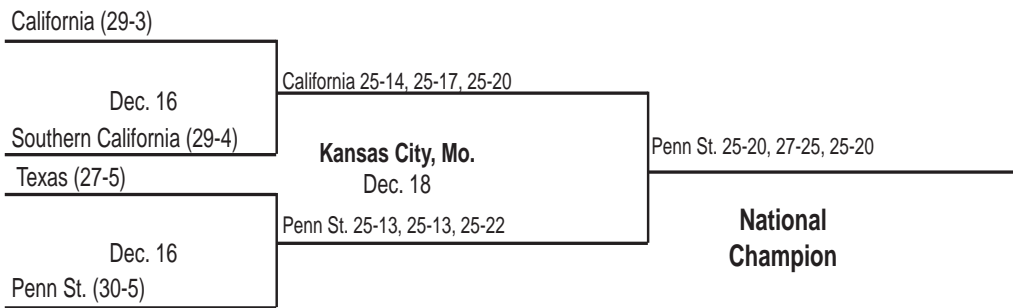 California (29-3)
Dec. 16
Southern California (29-4)
Texas (27-5)
Dec. 16
Penn St. (30-5)
California 25-14, 25-17, 25-20
Kansas City, Mo.
Dec. 18
Penn St. 25-13, 25-13, 25-22
Penn St. 25-20, 27-25, 25-20
National
Champion